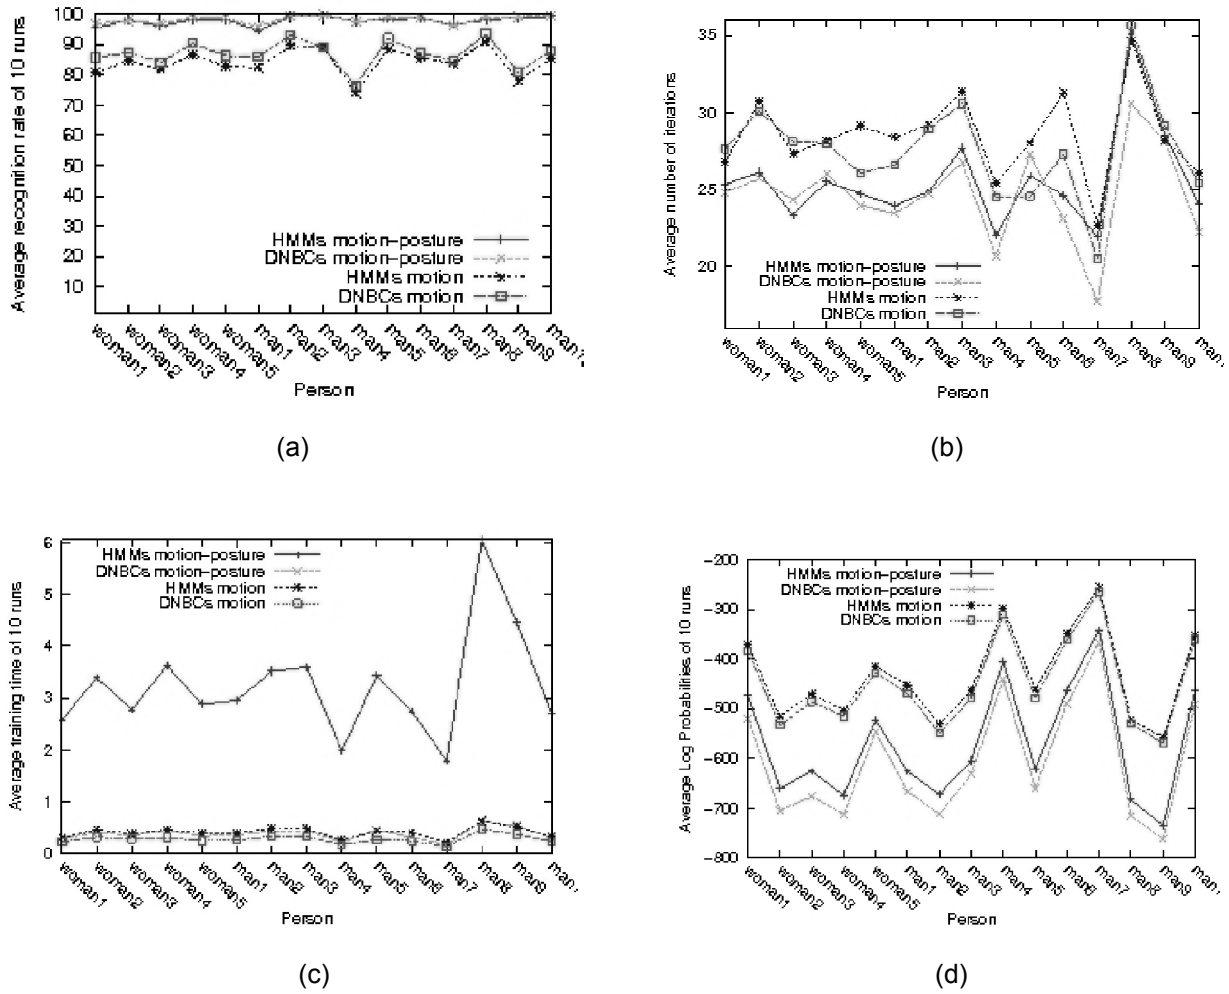 Average recognition rate of 10 runs
100
90
80
70
60
50
40
30
20
10
HMMs motion-posture
DNBCs motion-posture
HMMs motion
DNBCs motion
woman1
woman2
woman3
woman4
woman5
man1
man2
man3
man4
man5
man6
man7
man8
man9
Person
(a)
Average number of iterations
35
30
25
20
HMMs motion-posture
DNBCs motion-posture
HMMs motion
DNBCs motion
woman1
woman2
woman3
woman4
woman5
man1
man2
man3
man4
man5
man6
man7
man8
man9
man1
Person
(b)
Average training time of 10 runs
6
5
4
3
2
1
0
HMMs motion-posture
DNBCs motion-posture
HMMs motion
DNBCs motion
woman1
woman2
woman3
woman4
woman5
man1
man2
man3
man4
man5
man6
man7
man8
man9
man1
Person
(c)
Average Log Probabilities of 10 runs
-200
-300
-400
-500
-600
-700
-800
HMMs motion-posture
DNBCs motion-posture
HMMs motion
DNBCs motion
woman1
woman2
woman3
woman4
woman5
man1
man2
man3
man4
man5
man6
man7
man8
man9
man1
Person
(d)